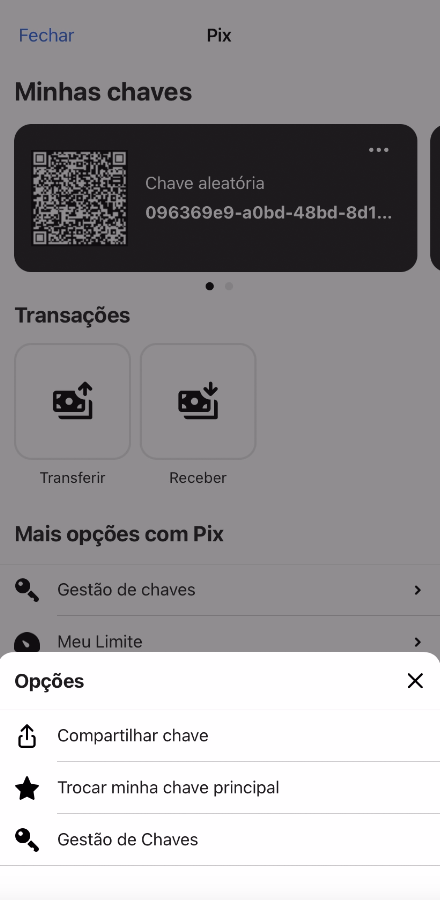 Fechar
Pix
Minhas chaves
Chave aleatória
096369e9-a0bd-48bd-8d1...
Transações
Transferir
Receber
Mais opções com Pix
Gestão de chaves
Meu Limite
Opções
Compartilhar chave
Trocar minha chave principal
Gestão de Chaves